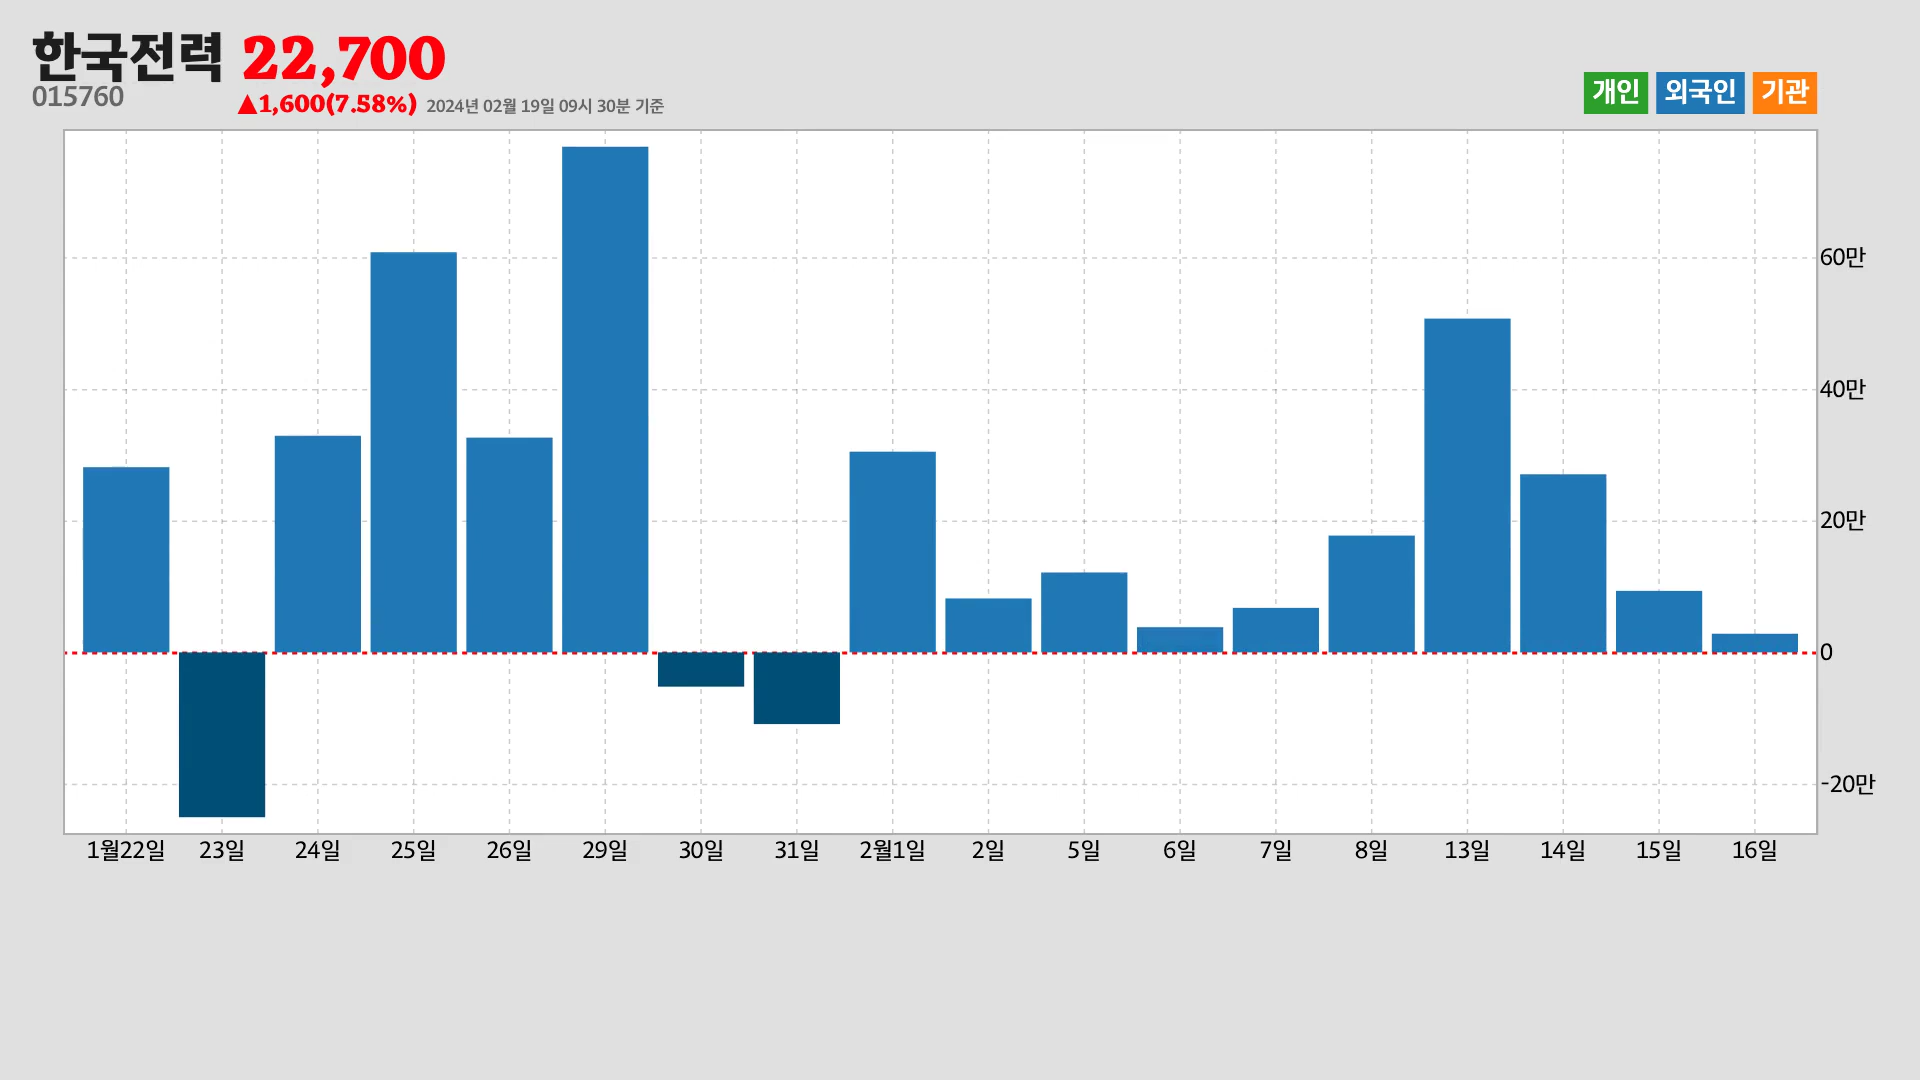 한국전력 22,700
015760
▲1,600(7.58%) 2024년 02월 19일 09시 30분 기준
개인 외국인 기관
60만
40만
20만
0
-20만
1월22일 23일 24일 25일 26일 29일 30일 31일 2월1일 2일 5일 6일 7일 8일 13일 14일 15일 16일